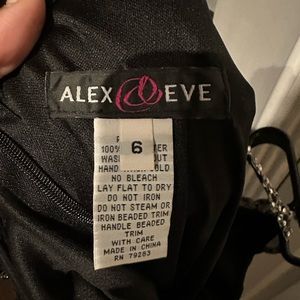 ALEX & EVE
6
100%
NO BLEACH
LAY FLAT TO DRY
DO NOT IRON
DO NOT STEAM OR
IRON BEADED TRIM
HANDLE BEADED
TRIM
WITH CARE
MADE IN CHINA
RN 79283